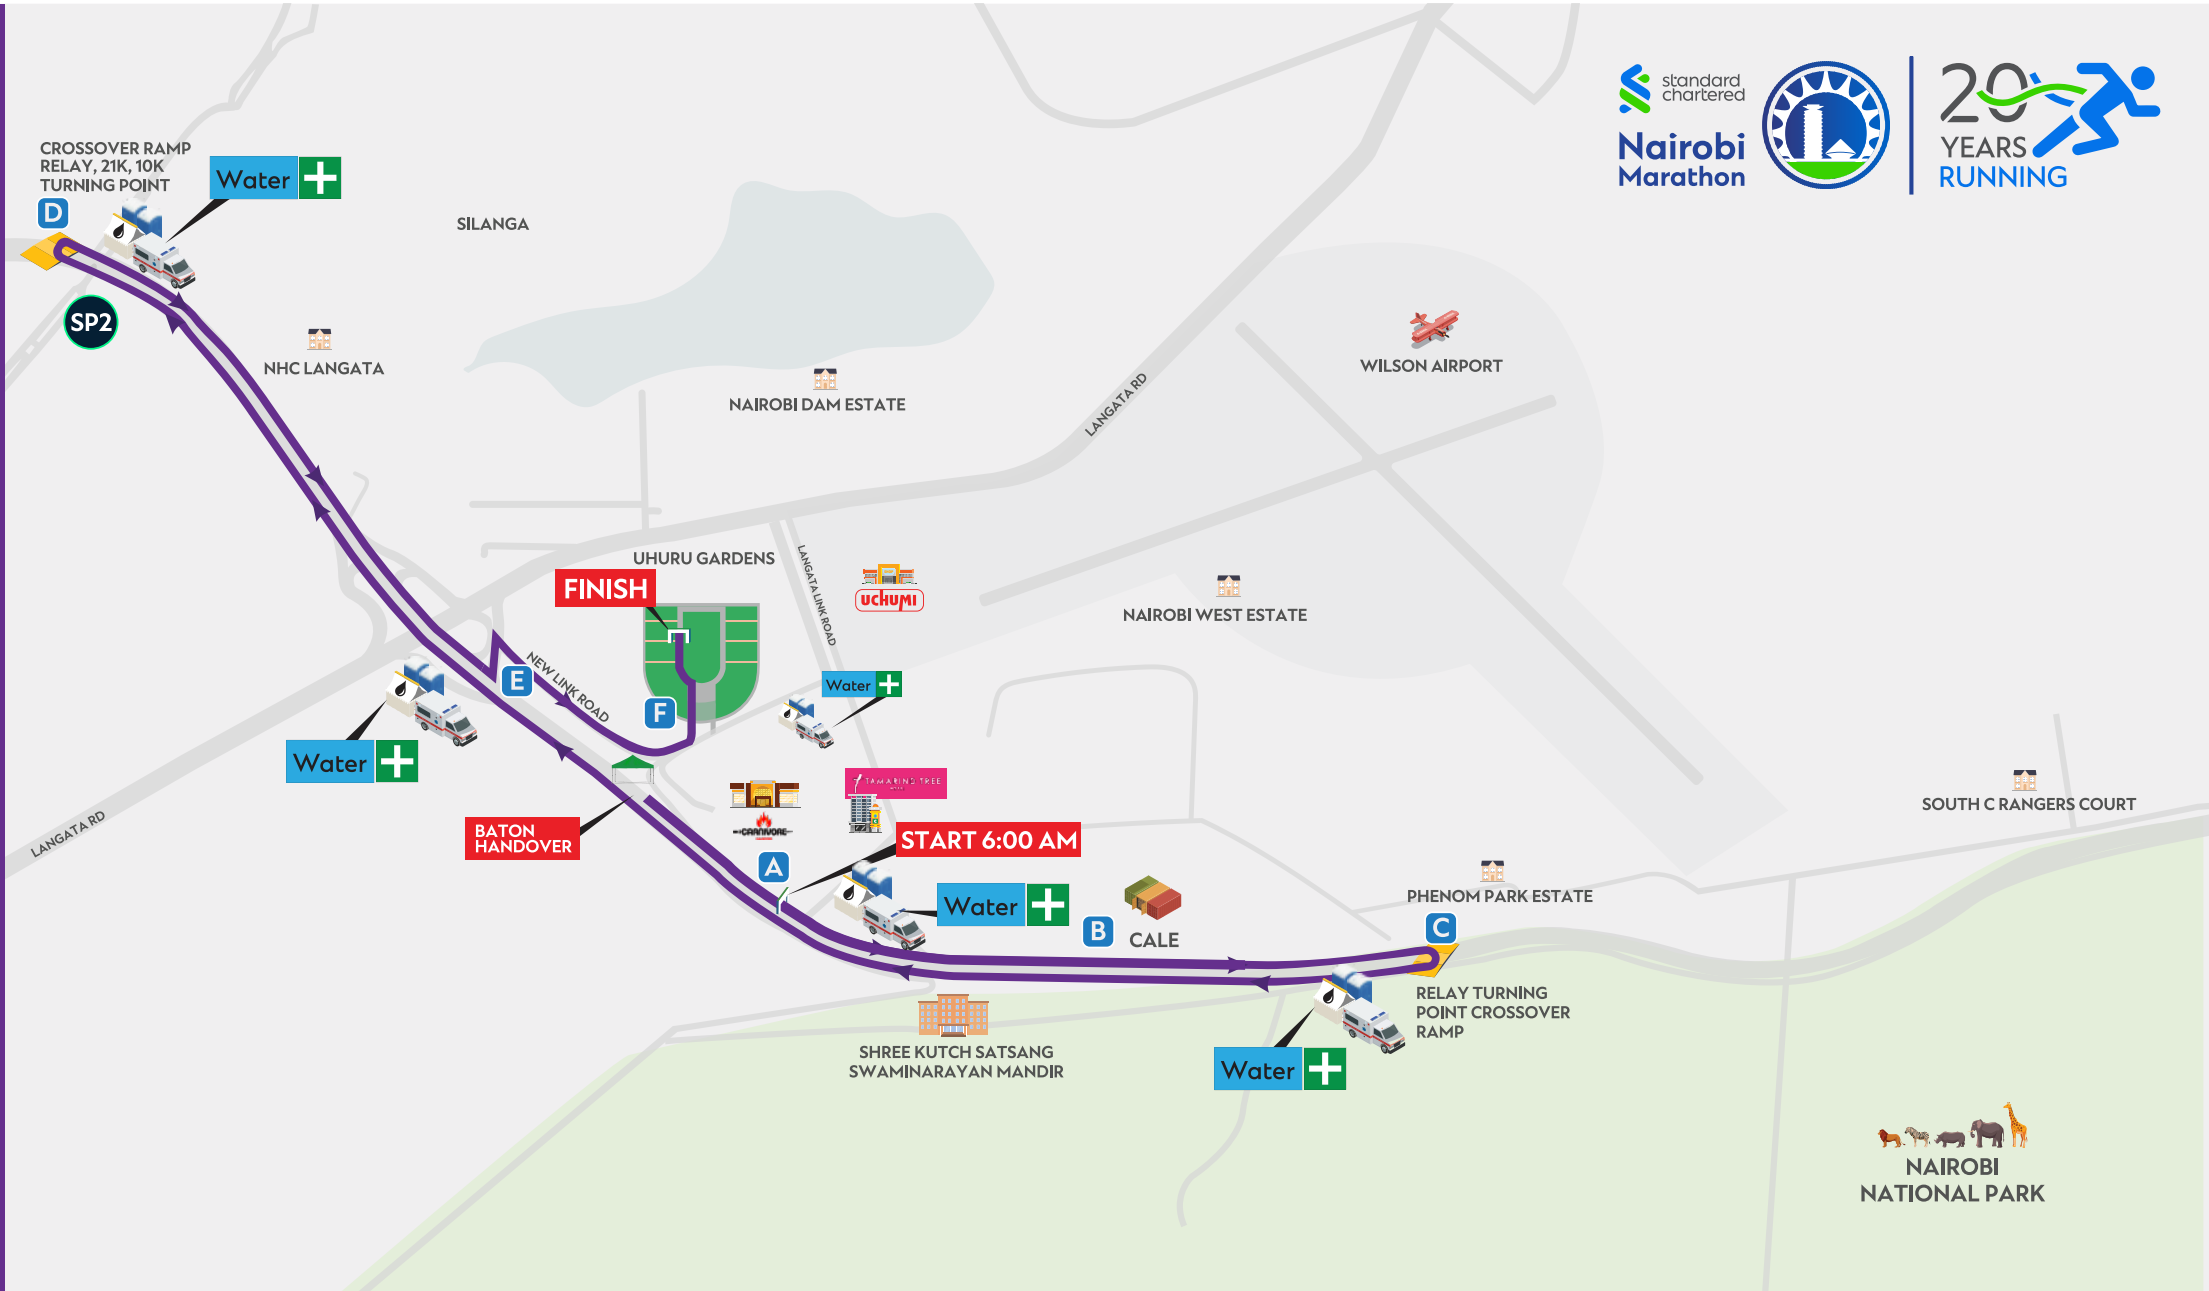 standard
chartered
Nairobi
Marathon
20
YEARS
RUNNING
CROSSOVER RAMP
RELAY, 21K, 10K
TURNING POINT
D
Water
SP2
SILANGA
NHC LANGATA
NAIROBI DAM ESTATE
WILSON AIRPORT
LANGATA RD
UHURU GARDENS
FINISH
LANGATA LINK ROAD
UCHUMI
NAIROBI WEST ESTATE
E
NEW LINK ROAD
F
Water
Water
TAMARIND TREE
CARNIVORE
LANGATA RD
BATON
HANDOVER
START 6:00 AM
A
Water
B
CALE
SOUTH C RANGERS COURT
PHENOM PARK ESTATE
C
RELAY TURNING
POINT CROSSOVER
RAMP
Water
SHREE KUTCH SATSANG
SWAMINARAYAN MANDIR
NAIROBI
NATIONAL PARK